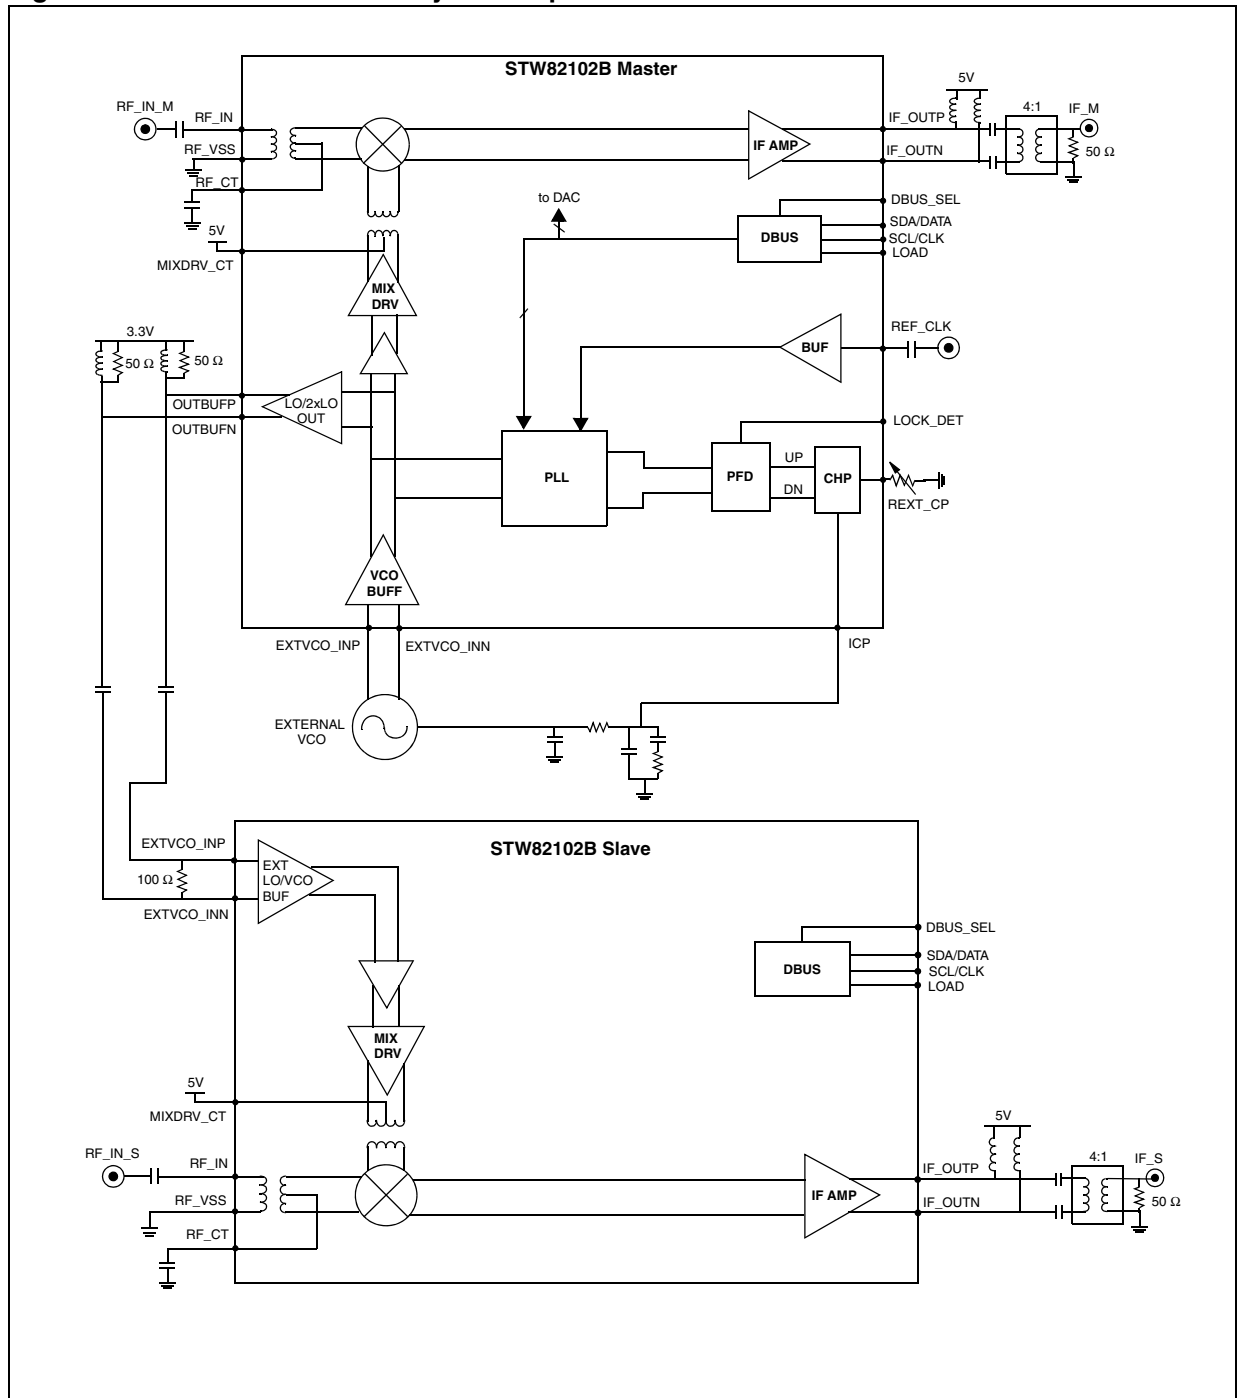 STW82102B Master
5V
RF_IN_M
RF_IN
IF_OUTP
4:1
IF_M
IF AMP
50 Ω
RF_VSS
IF_OUTN
RF_CT
to DAC
DBUS_SEL
5V
DBUS
SDA/DATA
SCL/CLK
LOAD
MIXDRV_CT
MIX
DRV
3.3V
REF_CLK
BUF
50 Ω
50 Ω
OUTBUFP
LO/2xLO
OUT
OUTBUFN
LOCK_DET
UP
PLL
PFD
CHP
DN
REXT_CP
VCO
BUFF
EXTVCO_INP
EXTVCO_INN
ICP
EXTERNAL
VCO
STW82102B Slave
EXTVCO_INP
EXT
LO/VCO
BUF
100 Ω
EXTVCO_INN
DBUS_SEL
DBUS
SDA/DATA
SCL/CLK
LOAD
MIX
DRV
5V
MIXDRV_CT
5V
RF_IN_S
RF_IN
IF_OUTP
4:1
IF_S
IF AMP
RF_VSS
IF_OUTN
50 Ω
RF_CT